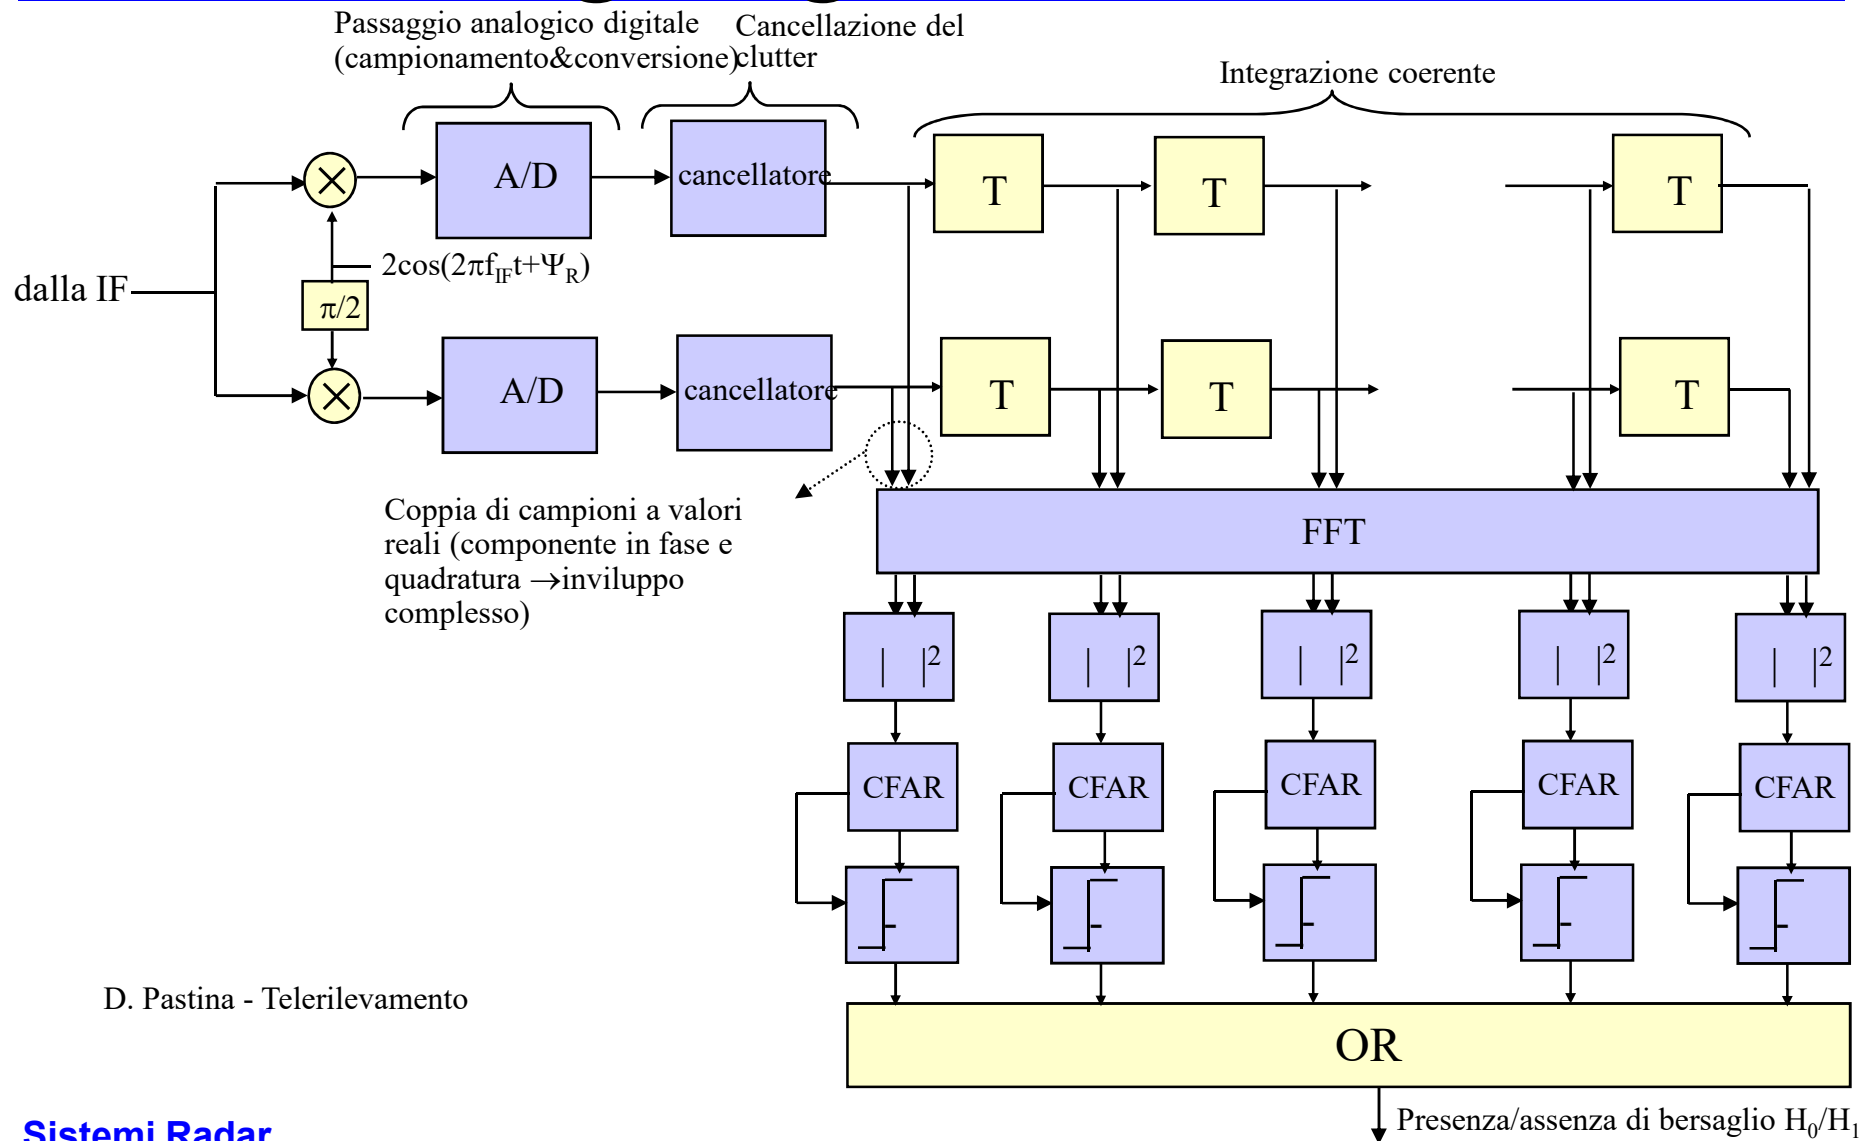 Passaggio analogico digitale
(campionamento&conversione)
Cancellazione del
clutter
Integrazione coerente
A/D
cancellatore
T
T
T
2cos(2πf_IFt+Ψ_R)
dalla IF
π/2
A/D
cancellatore
T
T
T
Coppia di campioni a valori
reali (componente in fase e
quadratura →inviluppo
complesso)
FFT
| |²
| |²
| |²
| |²
| |²
CFAR
CFAR
CFAR
CFAR
CFAR
D. Pastina - Telerilevamento
OR
Presenza/assenza di bersaglio H₀/H₁
Sistemi Radar